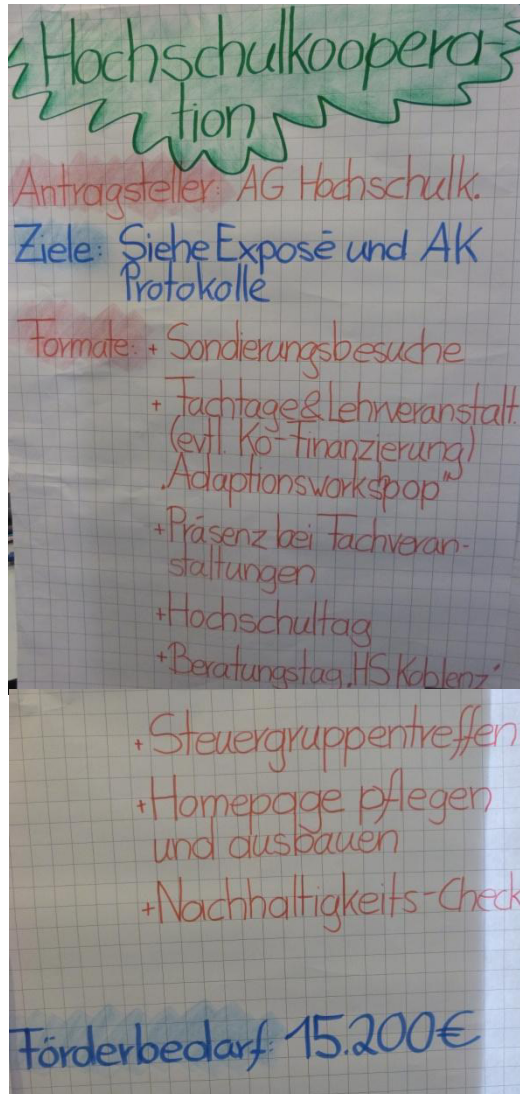 Hochschulkoopera-
tion
Antragsteller: AG Hochschulk.
Ziele: Siehe Exposé und AK
Protokolle
Formate: + Sondierungsbesuche
+ Fachtage & Lehrveranstalt.
(evtl. Ko-Finanzierung)
„Adaptionsworkspop"
+ Präsenz bei Fachveran-
staltungen
+ Hochschultag
+ Beratungstag „HS Koblenz"
+ Steuergruppentreffen
+ Homepage pflegen
und ausbauen
+ Nachhaltigkeits-Check
Förderbedarf: 15.200€